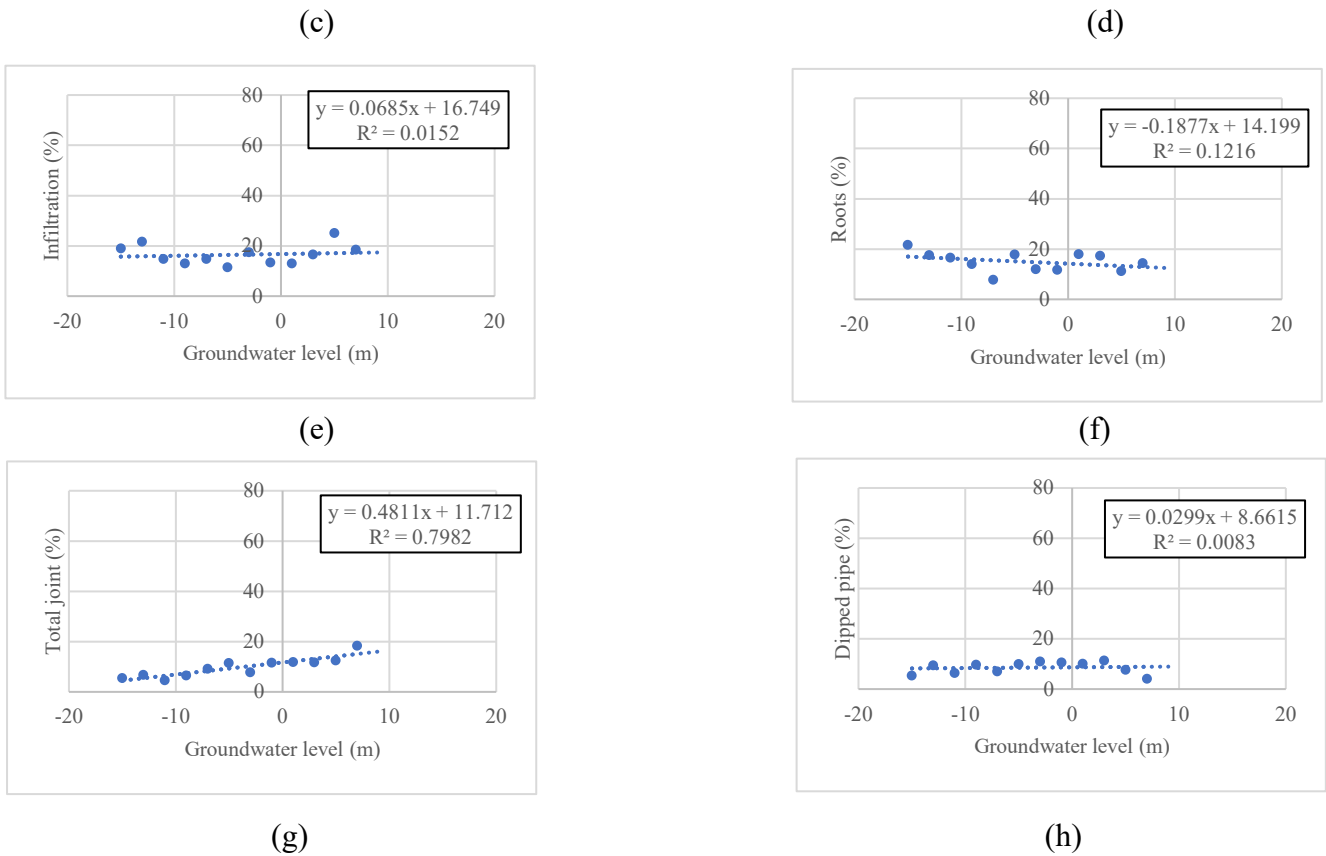 (c)
(d)
y = 0.0685x + 16.749
R² = 0.0152
Infiltration (%)
80
60
40
20
0
-20
-10
0
10
20
Groundwater level (m)
y = -0.1877x + 14.199
R² = 0.1216
Roots (%)
80
60
40
20
0
-20
-10
0
10
20
Groundwater level (m)
(e)
(f)
y = 0.4811x + 11.712
R² = 0.7982
Total joint (%)
80
60
40
20
0
-20
-10
0
10
20
Groundwater level (m)
y = 0.0299x + 8.6615
R² = 0.0083
Dipped pipe (%)
80
60
40
20
0
-20
-10
0
10
20
Groundwater level (m)
(g)
(h)